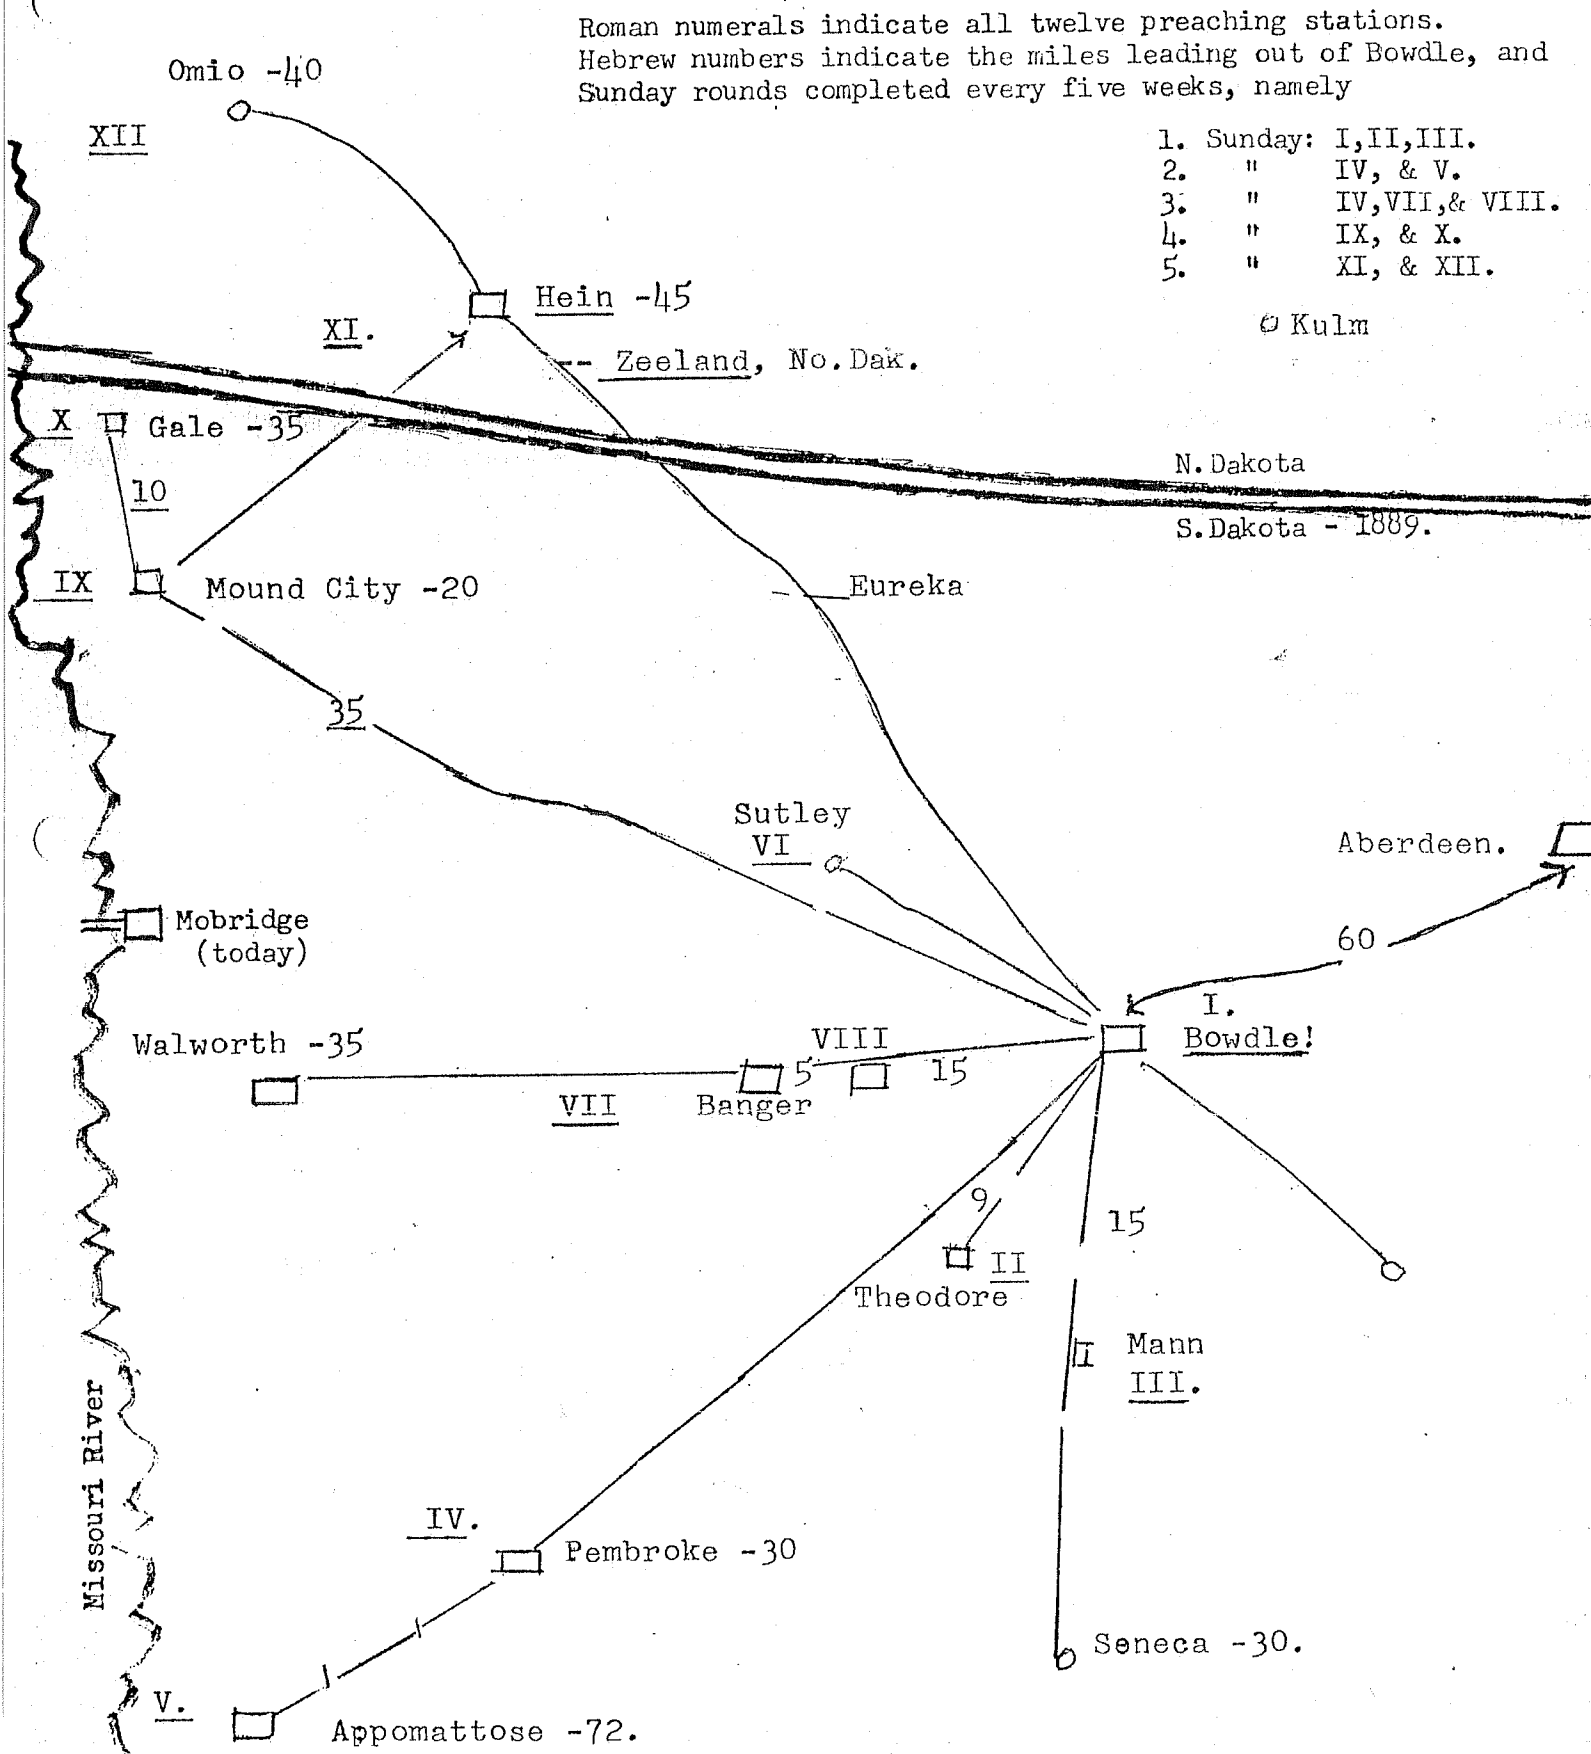 Roman numerals indicate all twelve preaching stations.
Hebrew numbers indicate the miles leading out of Bowdle, and
Sunday rounds completed every five weeks, namely
1. Sunday: I,II,III.
2. " IV, & V.
3. " IV,VII,& VIII.
4. " IX, & X.
5. " XI, & XII.
Omio -40
XII
Hein -45
XI.
Kulm
-- Zeeland, No.Dak.
X
Gale -35
10
N.Dakota
S.Dakota - 1889.
IX
Mound City -20
Eureka
35
Sutley
VI
Aberdeen.
Mobridge
(today)
60
I.
Bowdle!
Walworth -35
VIII
5
15
VII
Banger
9
15
II
Theodore
Mann
III.
Missouri River
IV.
Pembroke -30
Seneca -30.
V.
Appomattose -72.